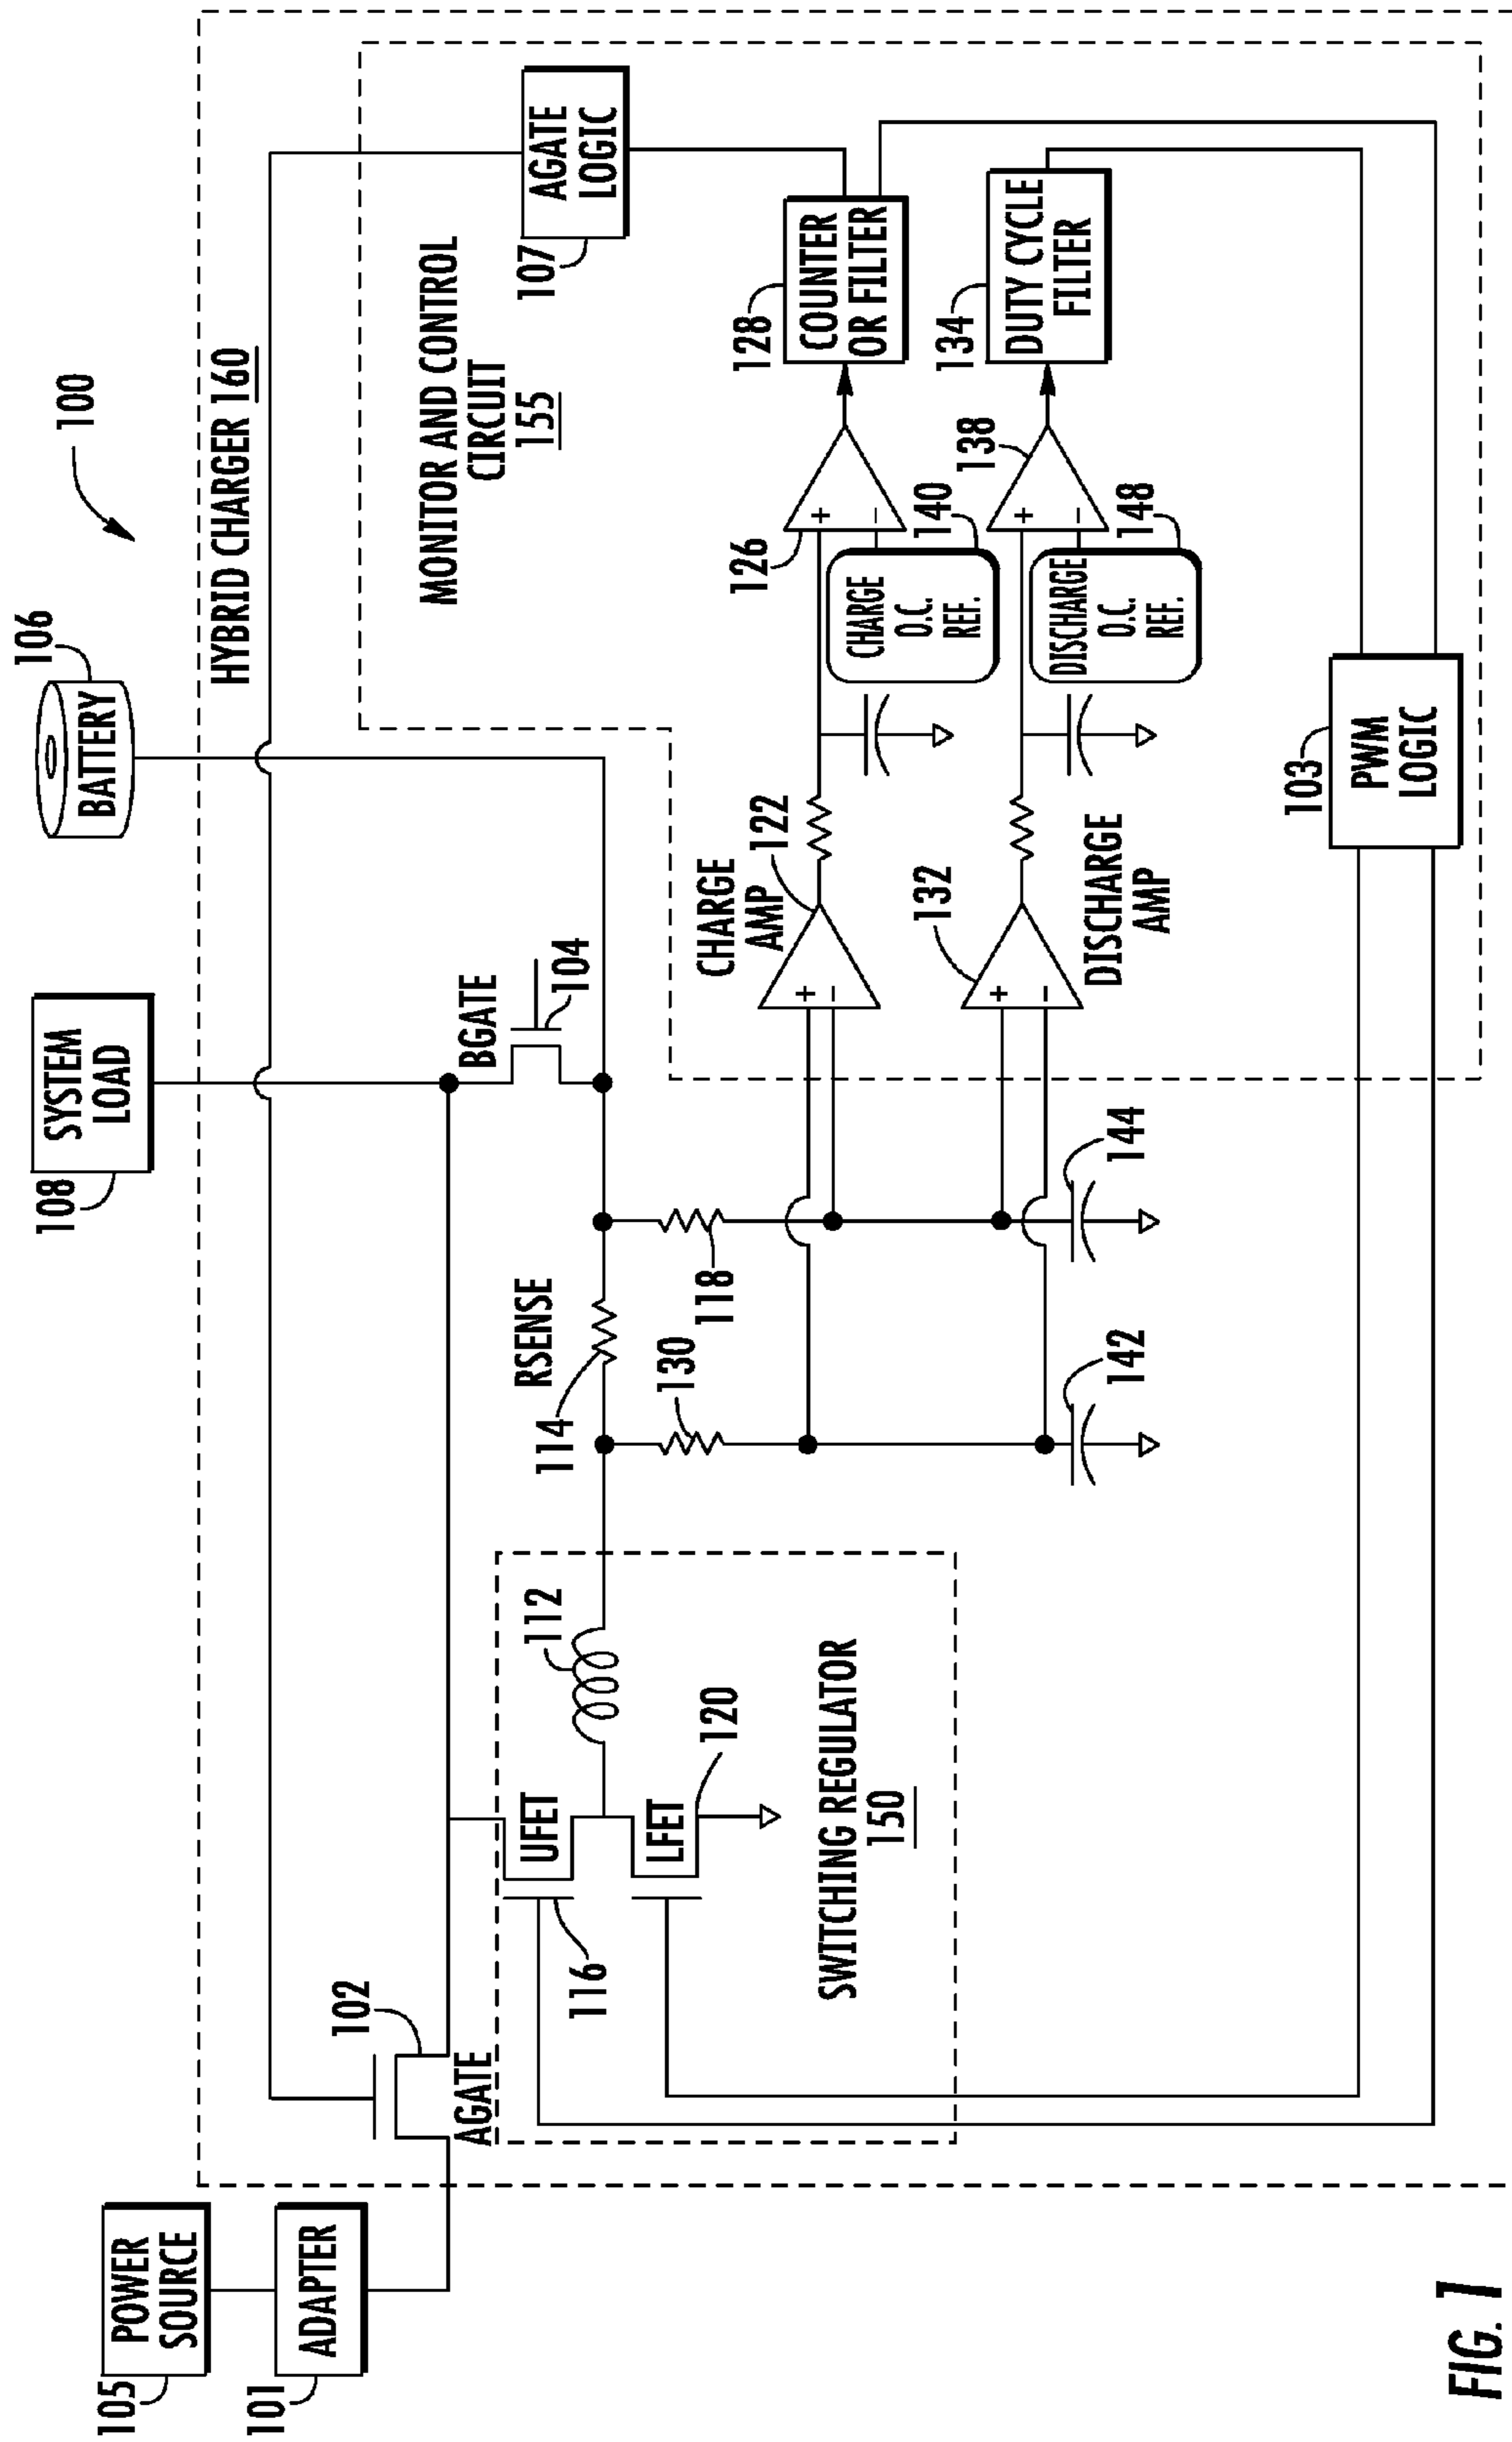 100
POWER
SOURCE
105
ADAPTER
101
SYSTEM
LOAD
108
BATTERY
106
HYBRID CHARGER 160
102
AGATE
BGATE
104
MONITOR AND CONTROL
CIRCUIT
155
AGATE
LOGIC
107
RSENSE
114
112
UFET
116
LFET
120
SWITCHING REGULATOR
150
130
118
142
144
CHARGE
AMP
122
+
−
132
+
−
DISCHARGE
AMP
126
+
−
CHARGE
O.C.
REF.
140
128
COUNTER
OR FILTER
138
+
−
DISCHARGE
O.C.
REF.
148
134
DUTY CYCLE
FILTER
103
PWM
LOGIC
FIG. 1